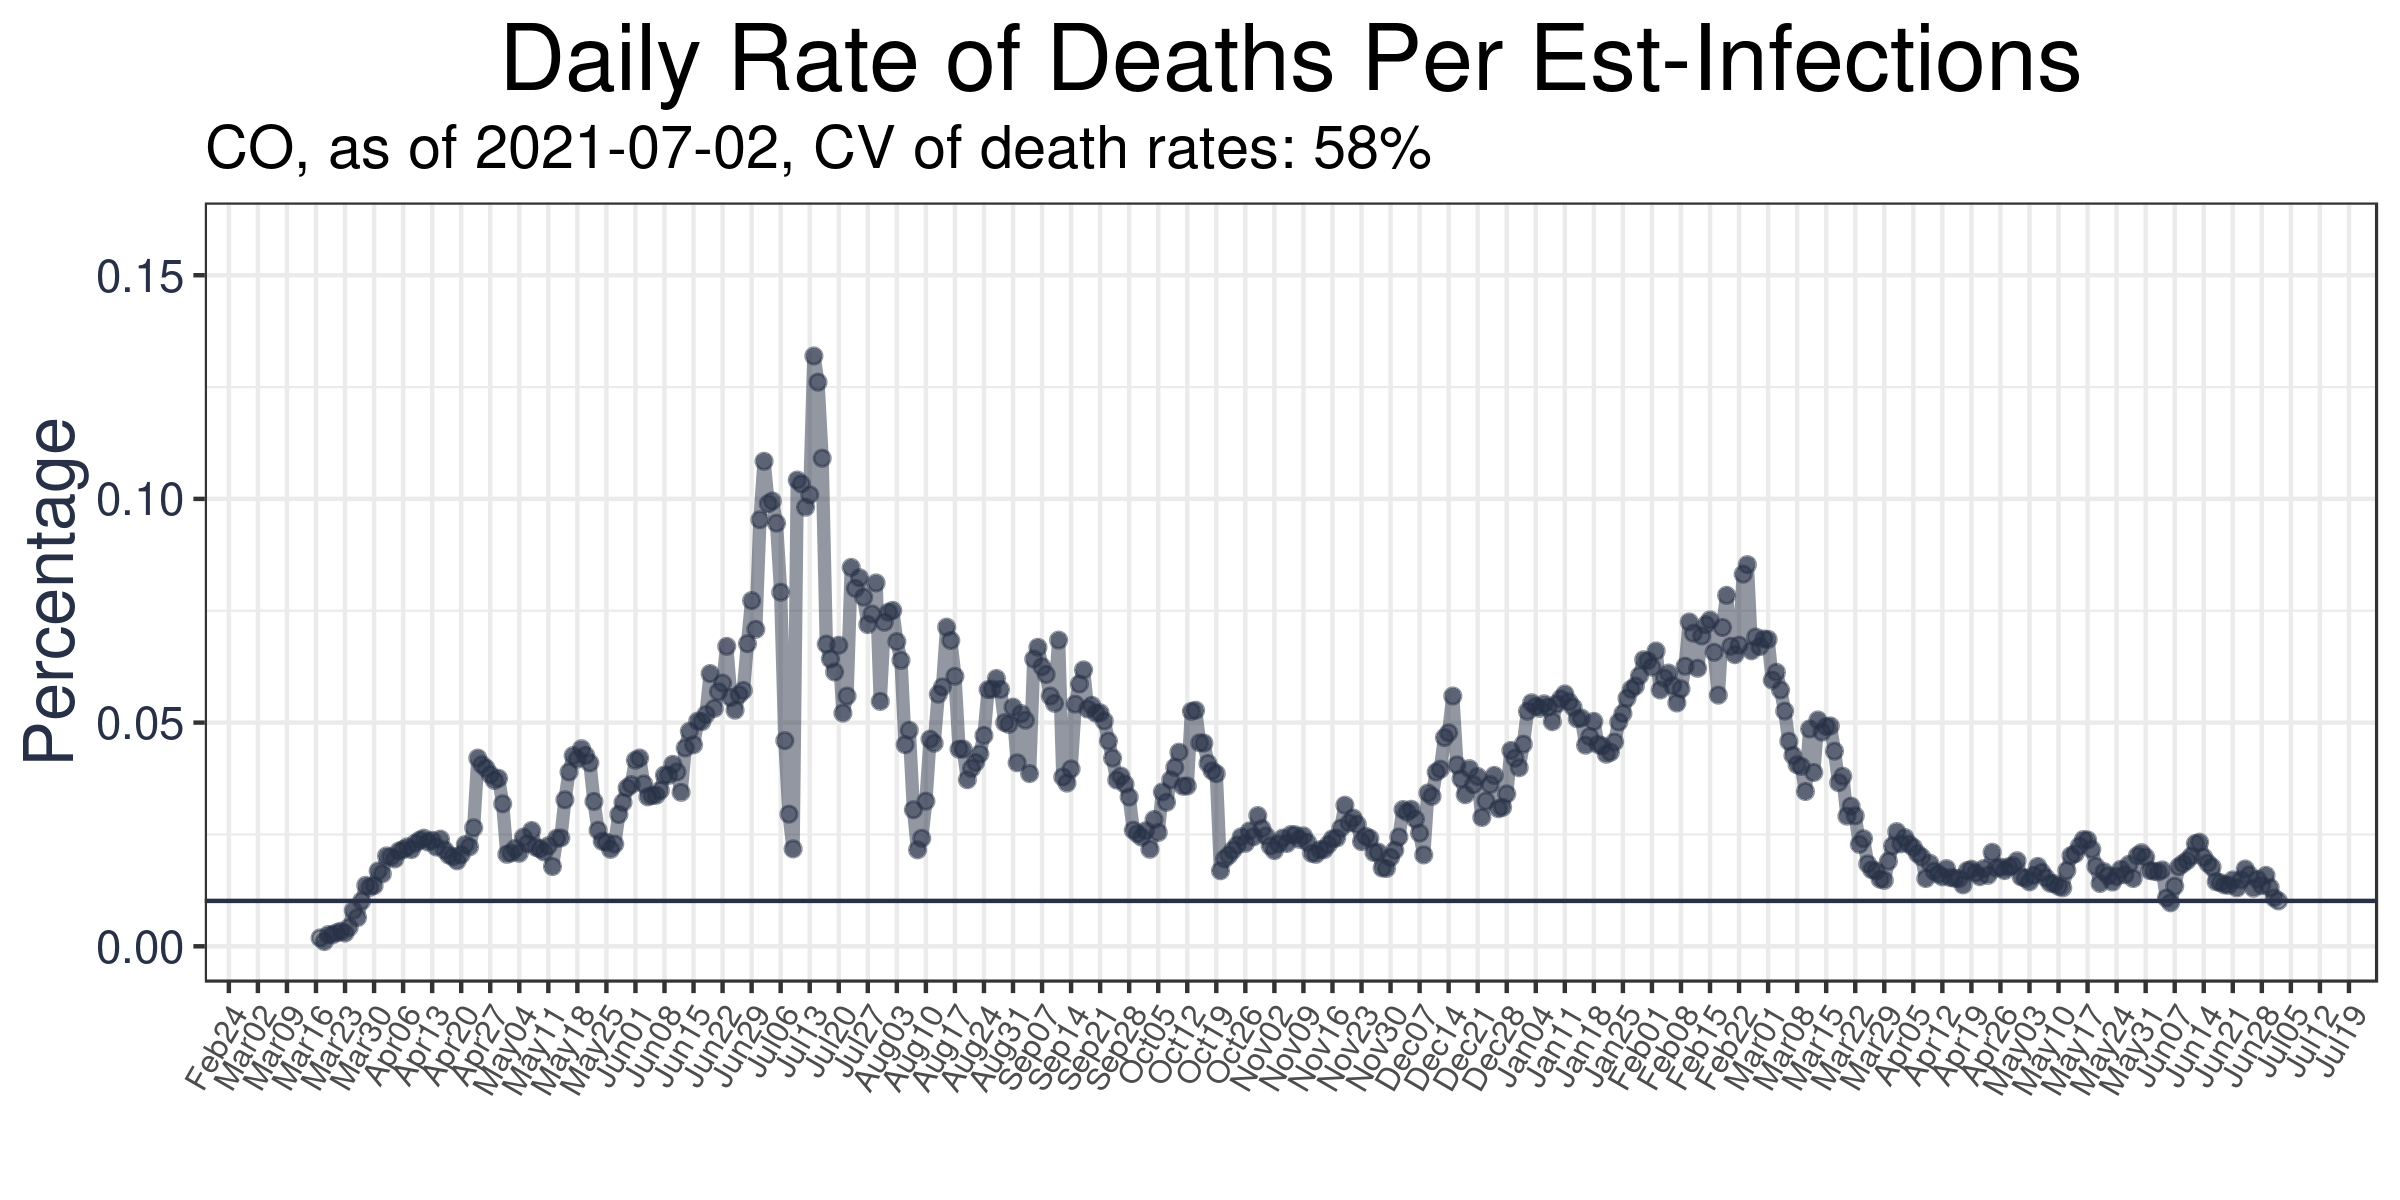 Daily Rate of Deaths Per Est-Infections
CO, as of 2021-07-02, CV of death rates: 58%
Percentage
0.15
0.10
0.05
0.00
Feb24
Mar02
Mar09
Mar16
Mar23
Mar30
Apr06
Apr13
Apr20
Apr27
May04
May11
May18
May25
Jun01
Jun08
Jun15
Jun22
Jun29
Jul06
Jul13
Jul20
Jul27
Aug03
Aug10
Aug17
Aug24
Aug31
Sep07
Sep14
Sep21
Sep28
Oct05
Oct12
Oct19
Oct26
Nov02
Nov09
Nov16
Nov23
Nov30
Dec07
Dec14
Dec21
Dec28
Jan04
Jan11
Jan18
Jan25
Feb01
Feb08
Feb15
Feb22
Mar01
Mar08
Mar15
Mar22
Mar29
Apr05
Apr12
Apr19
Apr26
May03
May10
May17
May24
May31
Jun07
Jun14
Jun21
Jun28
Jul05
Jul12
Jul19